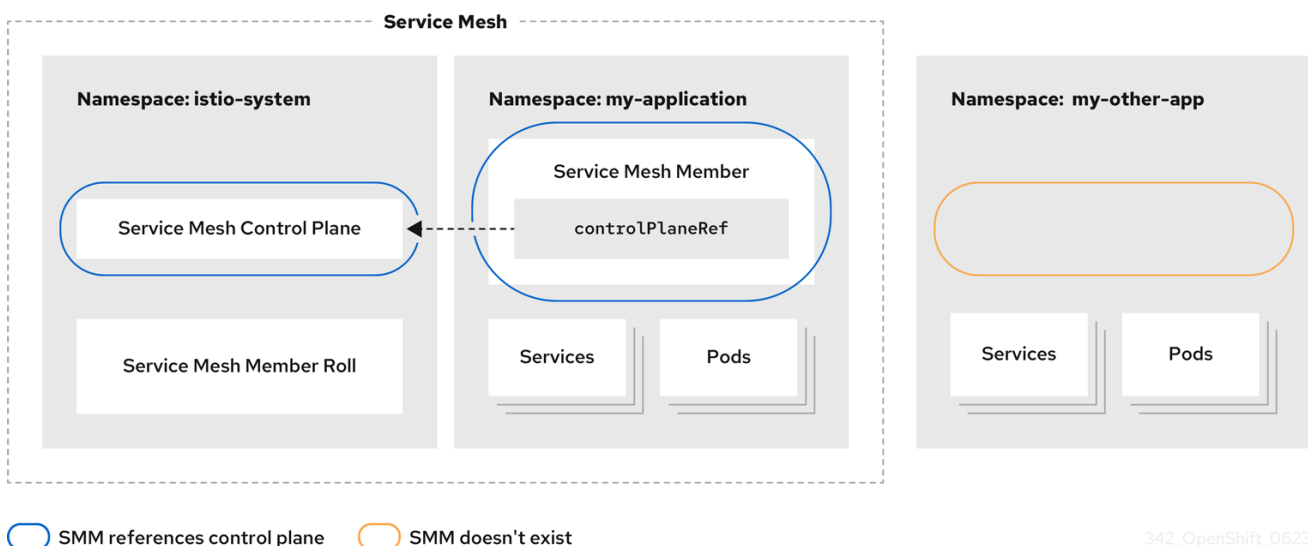 Service Mesh
Namespace: istio-system
Service Mesh Control Plane
Service Mesh Member Roll
Namespace: my-application
Service Mesh Member
controlPlaneRef
Services
Pods
Namespace: my-other-app
Services
Pods
SMM references control plane
SMM doesn't exist
342_OpenShift_0623